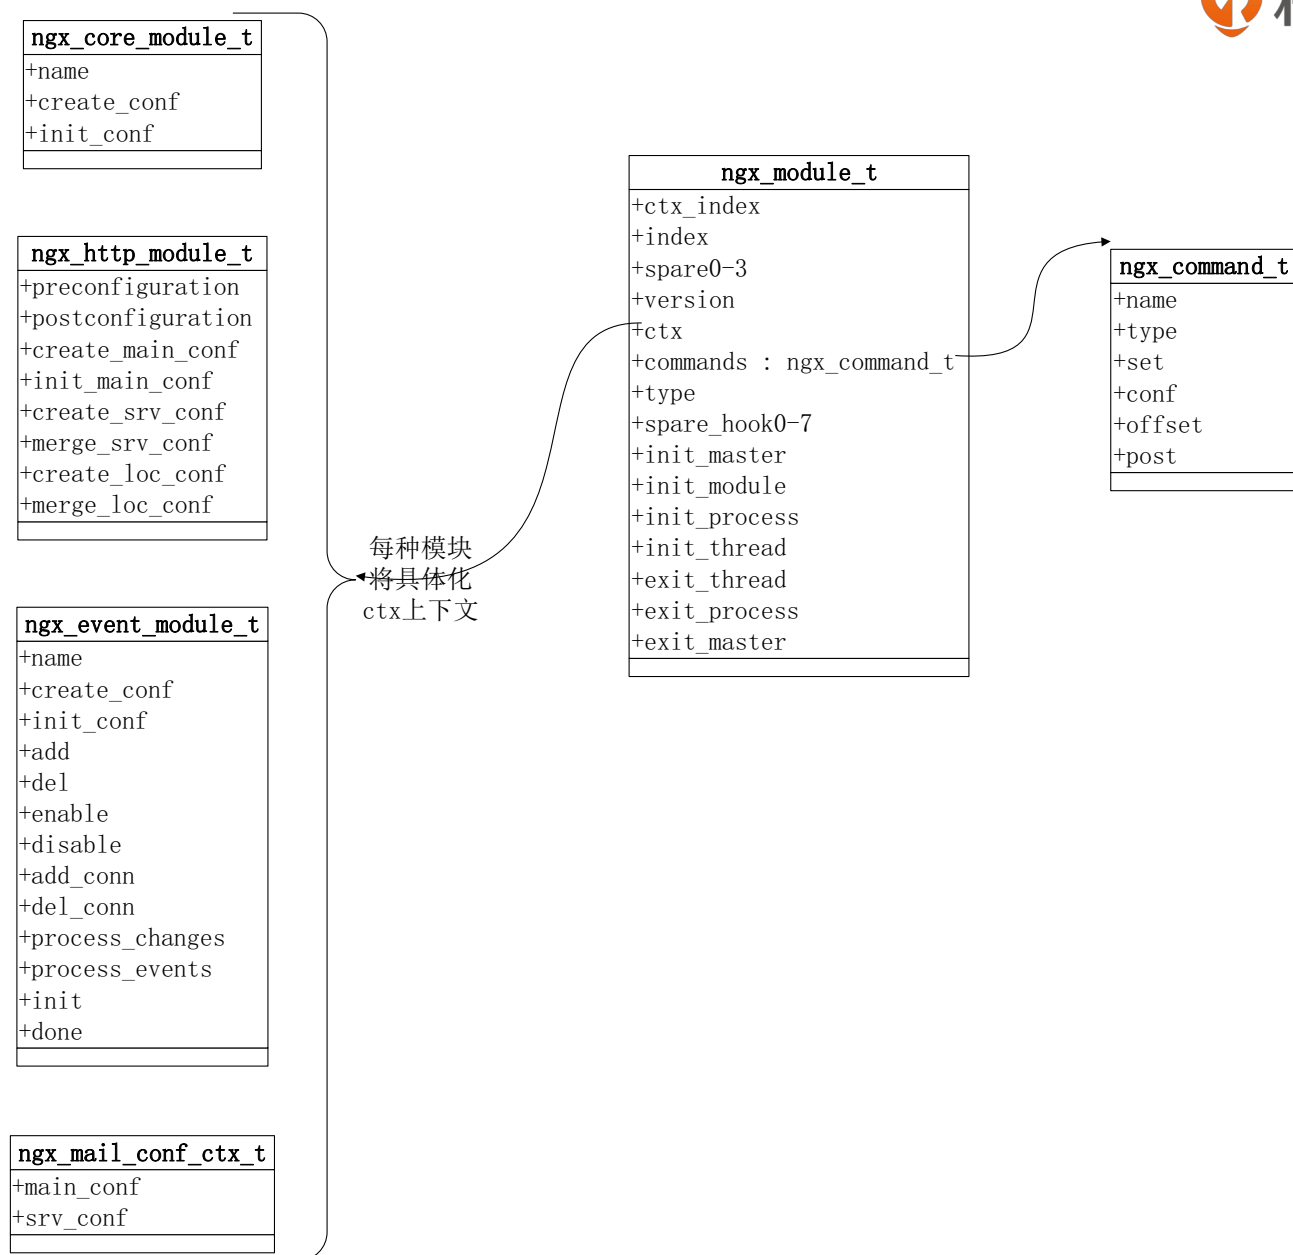 ngx_core_module_t
+name
+create_conf
+init_conf
ngx_http_module_t
+preconfiguration
+postconfiguration
+create_main_conf
+init_main_conf
+create_srv_conf
+merge_srv_conf
+create_loc_conf
+merge_loc_conf
ngx_event_module_t
+name
+create_conf
+init_conf
+add
+del
+enable
+disable
+add_conn
+del_conn
+process_changes
+process_events
+init
+done
ngx_mail_conf_ctx_t
+main_conf
+srv_conf
每种模块
将具体化
ctx上下文
ngx_module_t
+ctx_index
+index
+spare0-3
+version
+ctx
+commands : ngx_command_t
+type
+spare_hook0-7
+init_master
+init_module
+init_process
+init_thread
+exit_thread
+exit_process
+exit_master
ngx_command_t
+name
+type
+set
+conf
+offset
+post